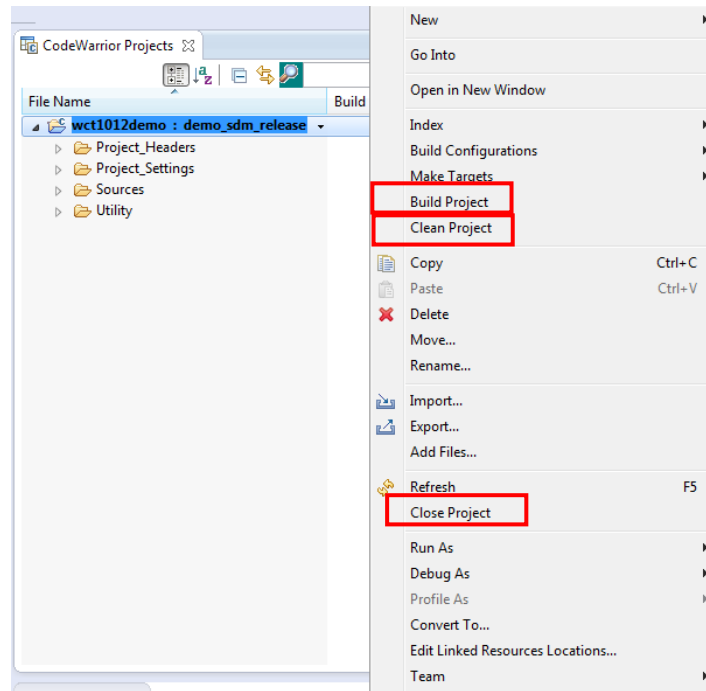 CodeWarrior Projects
File Name
Build
wct1012demo : demo_sdm_release
Project_Headers
Project_Settings
Sources
Utility
New
Go Into
Open in New Window
Index
Build Configurations
Make Targets
Build Project
Clean Project
Copy Ctrl+C
Paste Ctrl+V
Delete
Move...
Rename...
Import...
Export...
Add Files...
Refresh F5
Close Project
Run As
Debug As
Profile As
Convert To...
Edit Linked Resources Locations...
Team